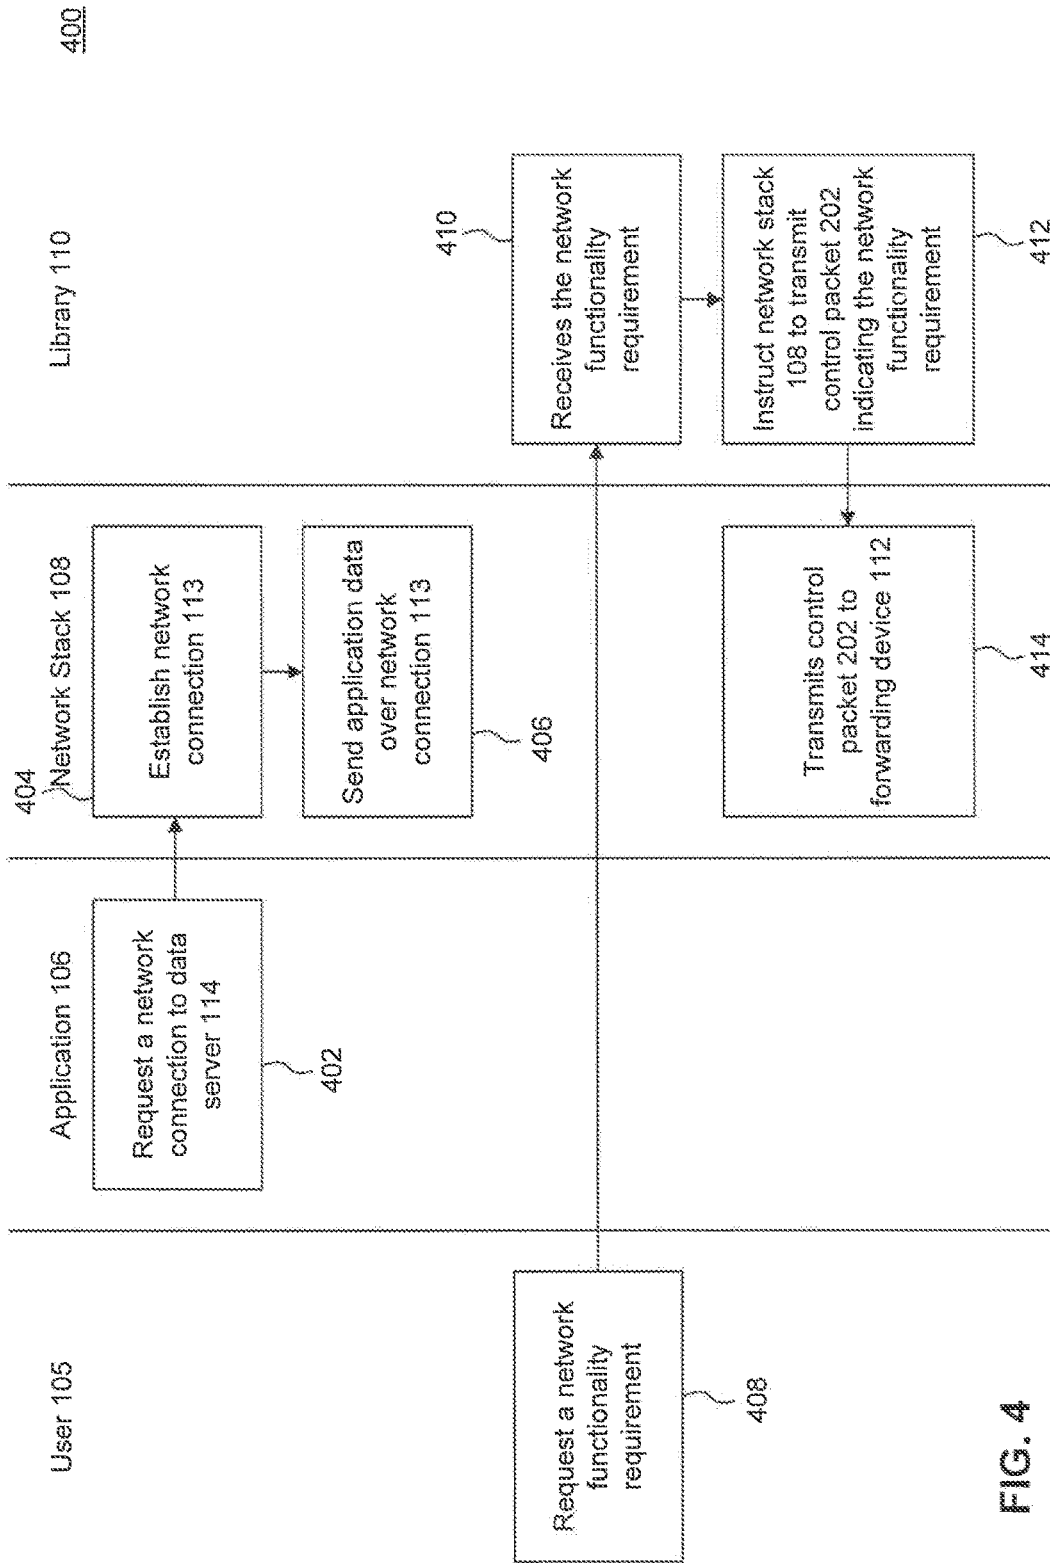 400
User 105
Application 106
Network Stack 108
Library 110
Request a network
connection to data
server 114
402
404
Establish network
connection 113
Send application data
over network
connection 113
406
Request a network
functionality
requirement
408
410
Receives the network
functionality
requirement
Instruct network stack
108 to transmit
control packet 202
indicating the network
functionality
requirement
412
Transmits control
packet 202 to
forwarding device 112
414
FIG. 4